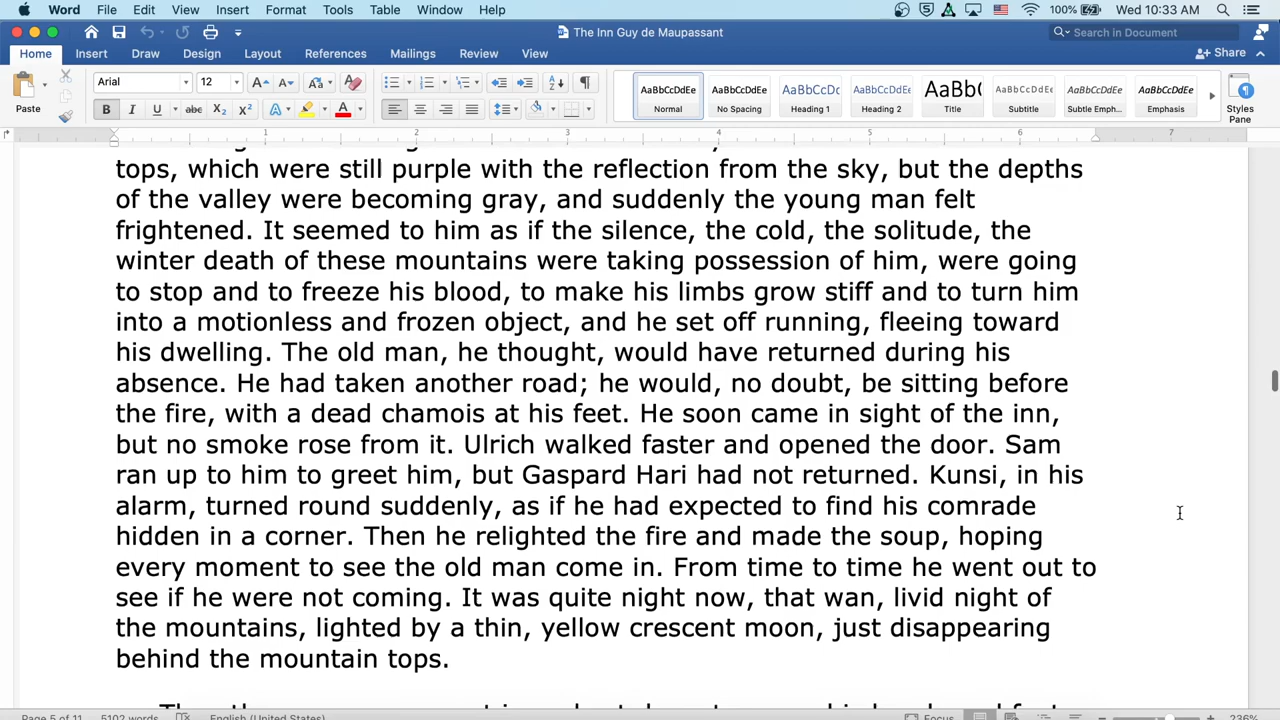 Word File Edit View Insert Format Tools Table Window Help 100% Wed 10:33 AM
The Inn Guy de Maupassant Search in Document
Home Insert Draw Design Layout References Mailings Review View Share
Paste Arial 12 AaBbCcDdEe AaBbCcDdEe AaBbCcDc AaBbCcDdEe AaBbC AaBbCcDdEe AaBbCcDdEe AaBbCcDdEe
Normal No Spacing Heading 1 Heading 2 Title Subtitle Subtle Emph... Emphasis Styles Pane
1 2 3 4 5 6 7
tops, which were still purple with the reflection from the sky, but the depths
of the valley were becoming gray, and suddenly the young man felt
frightened. It seemed to him as if the silence, the cold, the solitude, the
winter death of these mountains were taking possession of him, were going
to stop and to freeze his blood, to make his limbs grow stiff and to turn him
into a motionless and frozen object, and he set off running, fleeing toward
his dwelling. The old man, he thought, would have returned during his
absence. He had taken another road; he would, no doubt, be sitting before
the fire, with a dead chamois at his feet. He soon came in sight of the inn,
but no smoke rose from it. Ulrich walked faster and opened the door. Sam
ran up to him to greet him, but Gaspard Hari had not returned. Kunsi, in his
alarm, turned round suddenly, as if he had expected to find his comrade
hidden in a corner. Then he relighted the fire and made the soup, hoping
every moment to see the old man come in. From time to time he went out to
see if he were not coming. It was quite night now, that wan, livid night of
the mountains, lighted by a thin, yellow crescent moon, just disappearing
behind the mountain tops.
Page 5 of 11 5102 words English (United States) Focus 236%